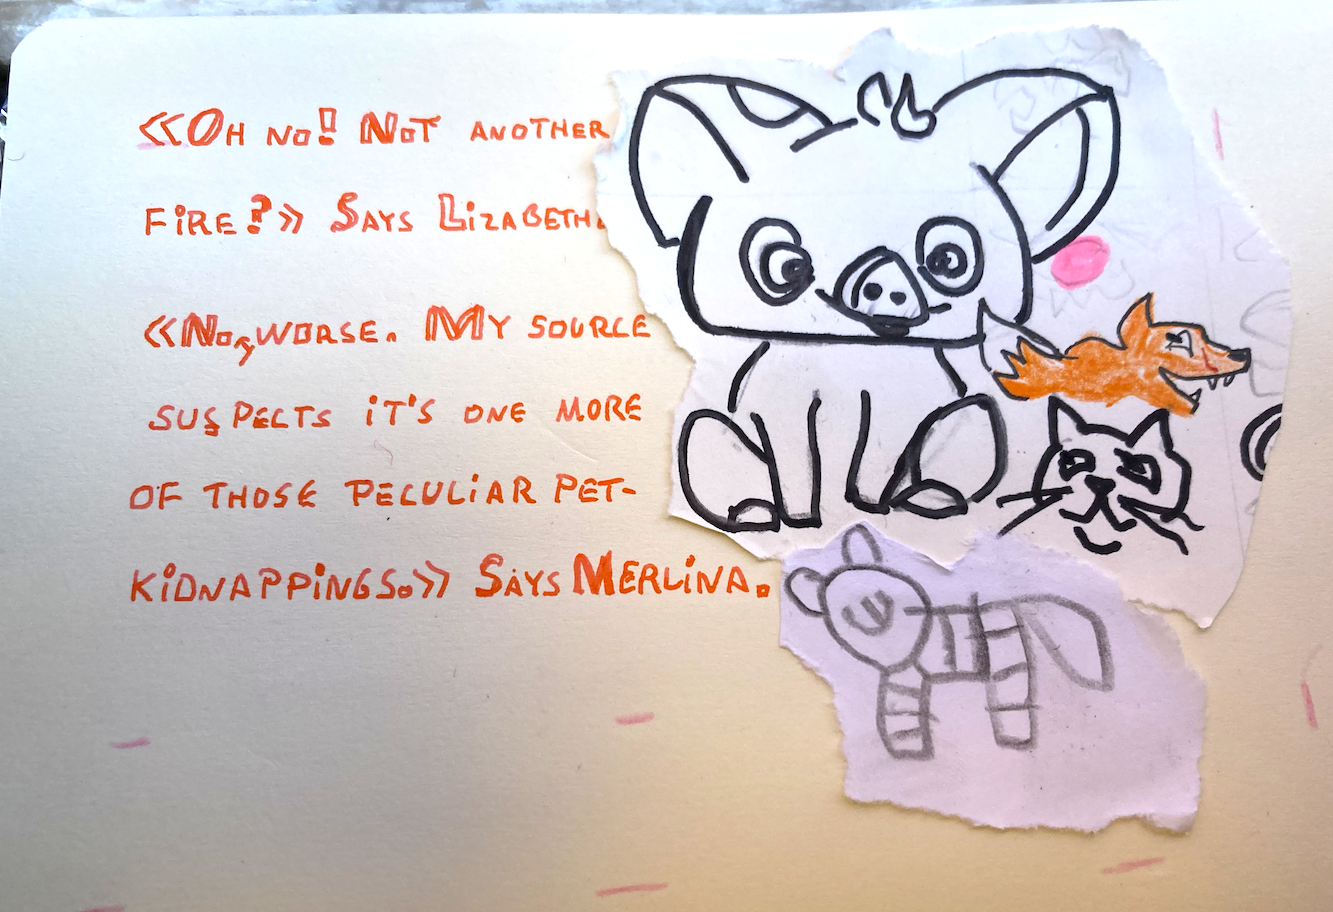 «Oh no! Not another
fire?» Says Lizabeth.
«No, worse. My source
suspects it's one more
of those peculiar pet-
kidnappings.» Says Merlina.